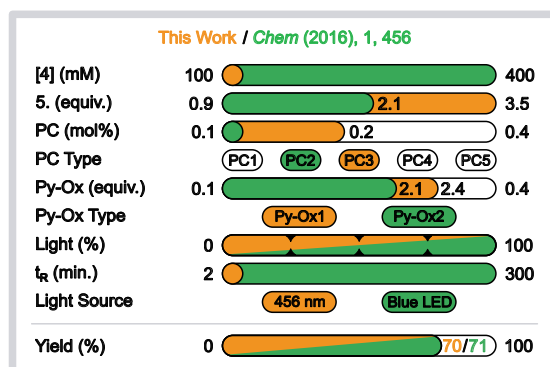 This Work / Chem (2016), 1, 456
[4] (mM) 100 400
5. (equiv.) 0.9 2.1 3.5
PC (mol%) 0.1 0.2 0.4
PC Type PC1 PC2 PC3 PC4 PC5
Py-Ox (equiv.) 0.1 2.1 2.4 0.4
Py-Ox Type Py-Ox1 Py-Ox2
Light (%) 0 100
tR (min.) 2 300
Light Source 456 nm Blue LED
Yield (%) 0 70/71 100